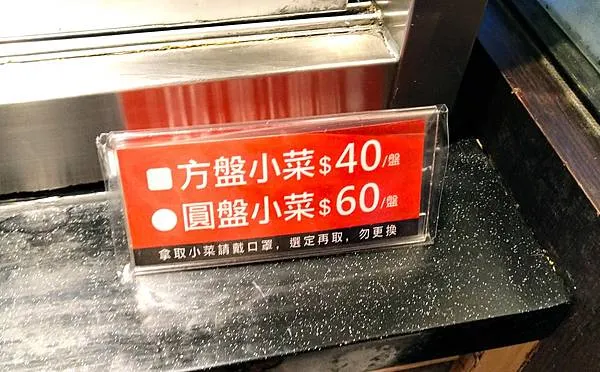 ■方盤小菜$40/盤
●圓盤小菜$60/盤
拿取小菜請戴口罩，選定再取，勿更換